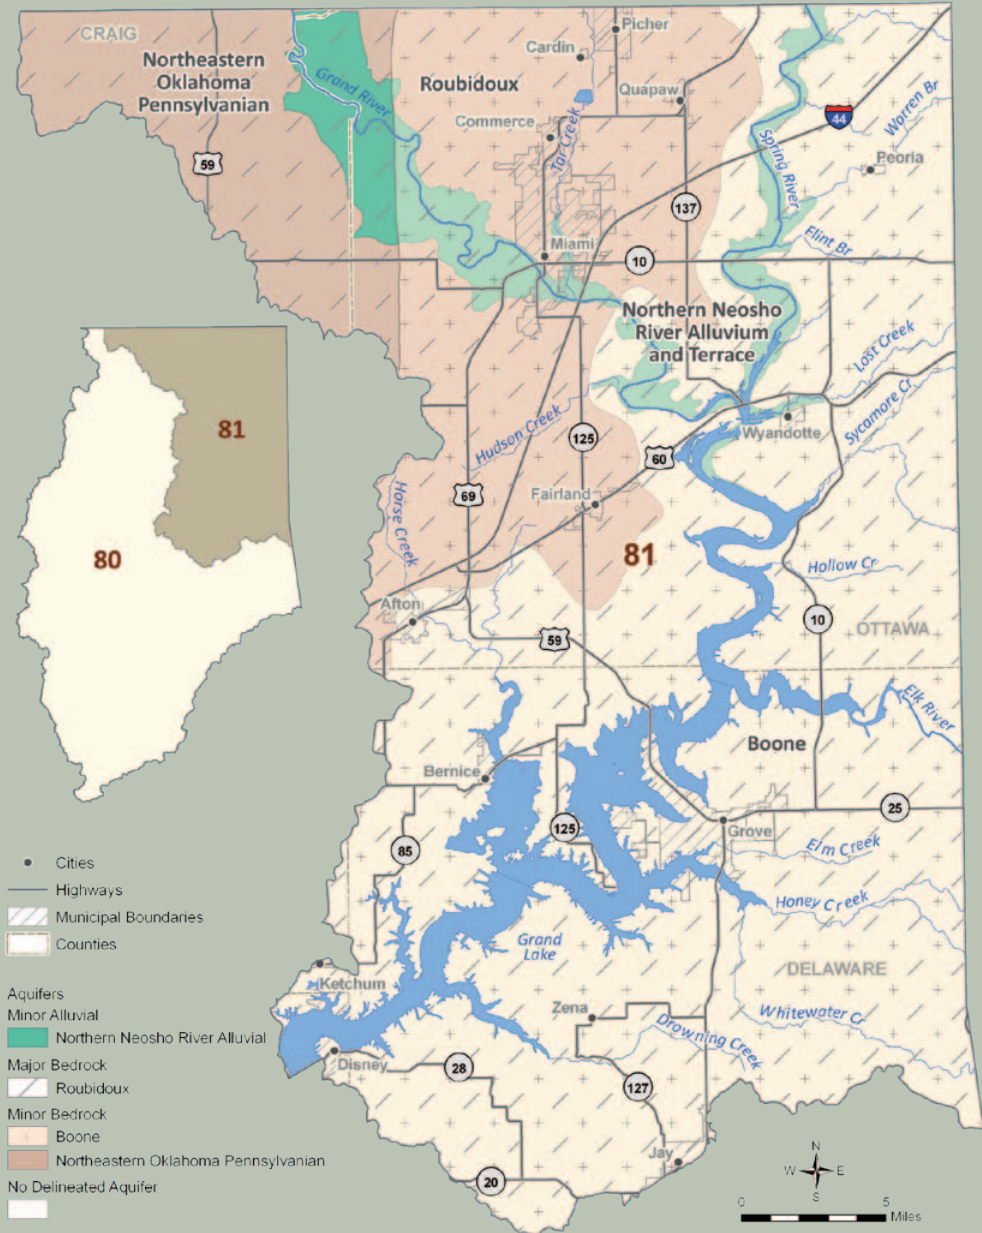 CRAIG
Northeastern
Oklahoma
Pennsylvanian
Grand River
Roubidoux
Picher
Cardin
Quapaw
Commerce
Tar Creek
44
Warren Br
Spring River
Peoria
59
137
Miami
10
Flint Br
Northern Neosho
River Alluvium
and Terrace
Lost Creek
Sycamore Cr
81
80
Hudson Creek
125
60
Wyandotte
69
Horse Creek
Fairland
81
Hollow Cr
Afton
10
OTTAWA
59
Elk River
Boone
Bernice
125
25
85
Grove
Elm Creek
Honey Creek
Grand
Lake
DELAWARE
Ketchum
Zena
Whitewater Cr
Drowning Creek
Disney
28
127
Jay
20
Cities
Highways
Municipal Boundaries
Counties
Aquifers
Minor Alluvial
Northern Neosho River Alluvial
Major Bedrock
Roubidoux
Minor Bedrock
Boone
Northeastern Oklahoma Pennsylvanian
No Delineated Aquifer
N
W E
S
0 5
Miles